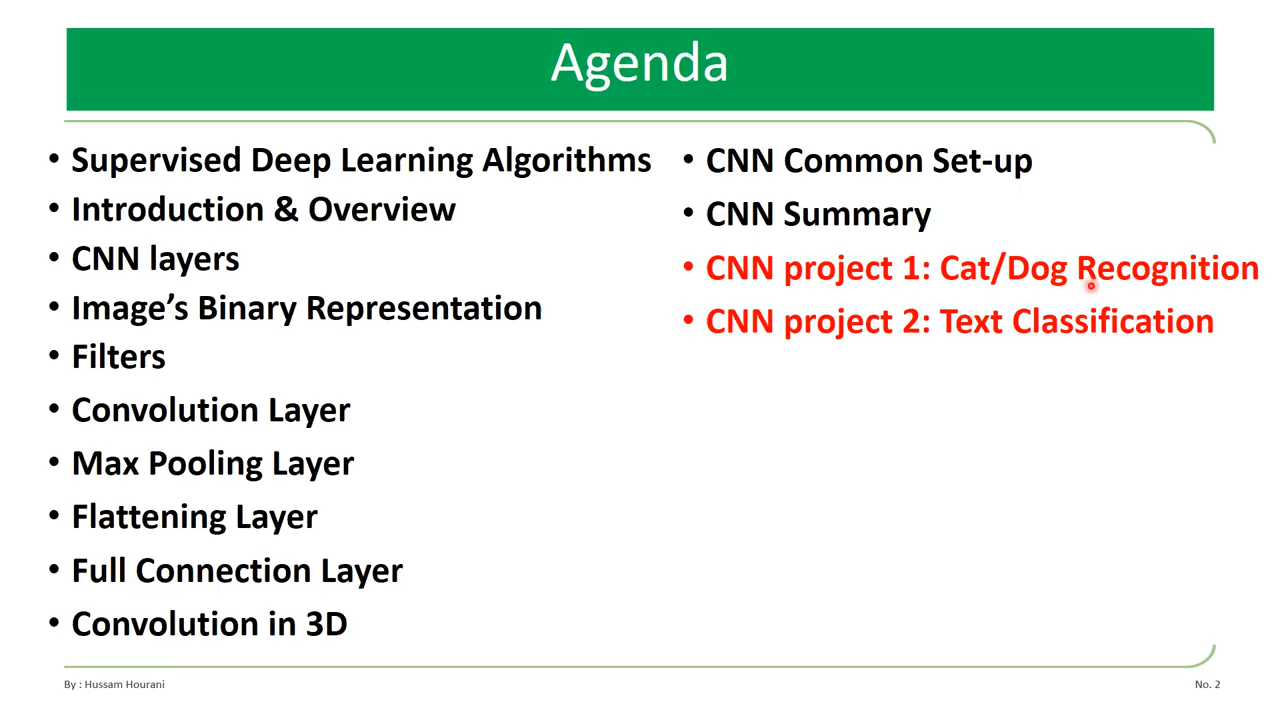 Agenda
• Supervised Deep Learning Algorithms
• Introduction & Overview
• CNN layers
• Image’s Binary Representation
• Filters
• Convolution Layer
• Max Pooling Layer
• Flattening Layer
• Full Connection Layer
• Convolution in 3D
• CNN Common Set-up
• CNN Summary
• CNN project 1: Cat/Dog Recognition
• CNN project 2: Text Classification
By : Hussam Hourani
No. 2